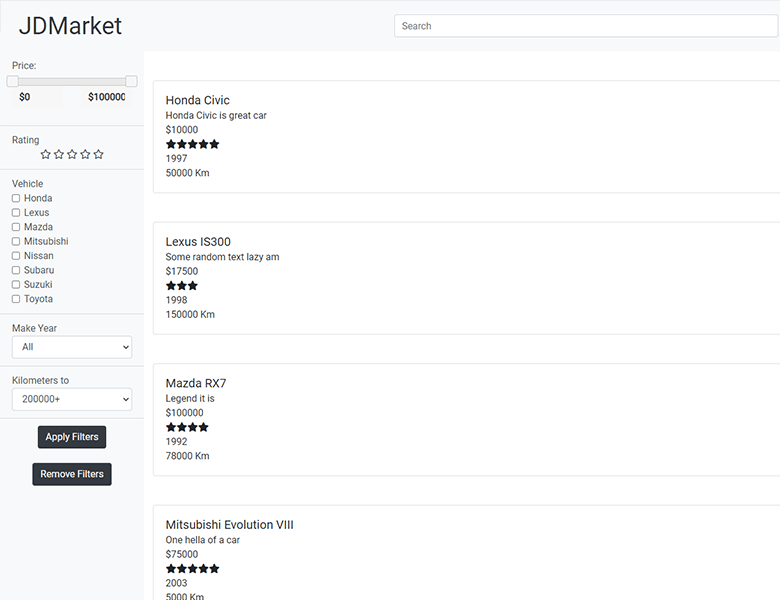 JDMarket
Search
Price:
$0 $100000
Rating
Vehicle
Honda
Lexus
Mazda
Mitsubishi
Nissan
Subaru
Suzuki
Toyota
Make Year
All
Kilometers to
200000+
Apply Filters
Remove Filters
Honda Civic
Honda Civic is great car
$10000
1997
50000 Km
Lexus IS300
Some random text lazy am
$17500
1998
150000 Km
Mazda RX7
Legend it is
$100000
1992
78000 Km
Mitsubishi Evolution VIII
One hella of a car
$75000
2003
5000 Km